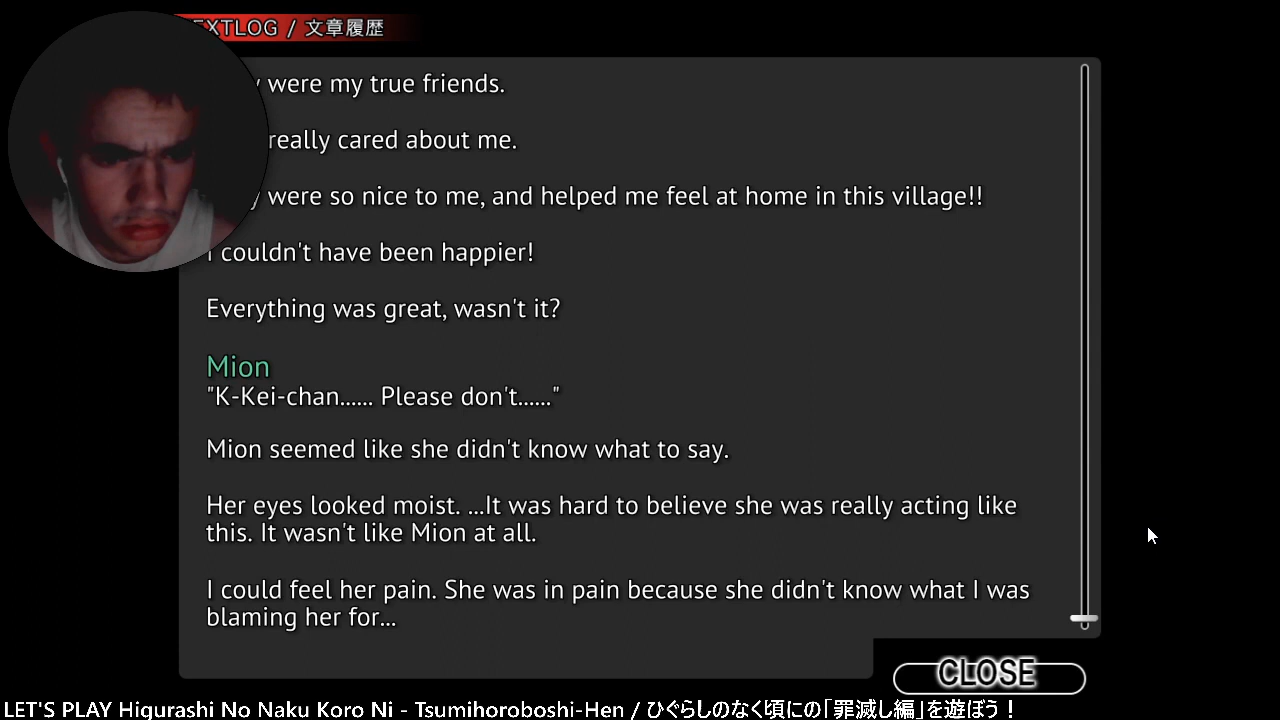 EXTLOG / 文章履歴
were my true friends.
really cared about me.
were so nice to me, and helped me feel at home in this village!!
I couldn't have been happier!
Everything was great, wasn't it?
Mion
"K-Kei-chan...... Please don't......"
Mion seemed like she didn't know what to say.
Her eyes looked moist. ...It was hard to believe she was really acting like
this. It wasn't like Mion at all.
I could feel her pain. She was in pain because she didn't know what I was
blaming her for...
CLOSE
LET'S PLAY Higurashi No Naku Koro Ni - Tsumihoroboshi-Hen / ひぐらしのなく頃にの「罪滅し編」を遊ぼう！